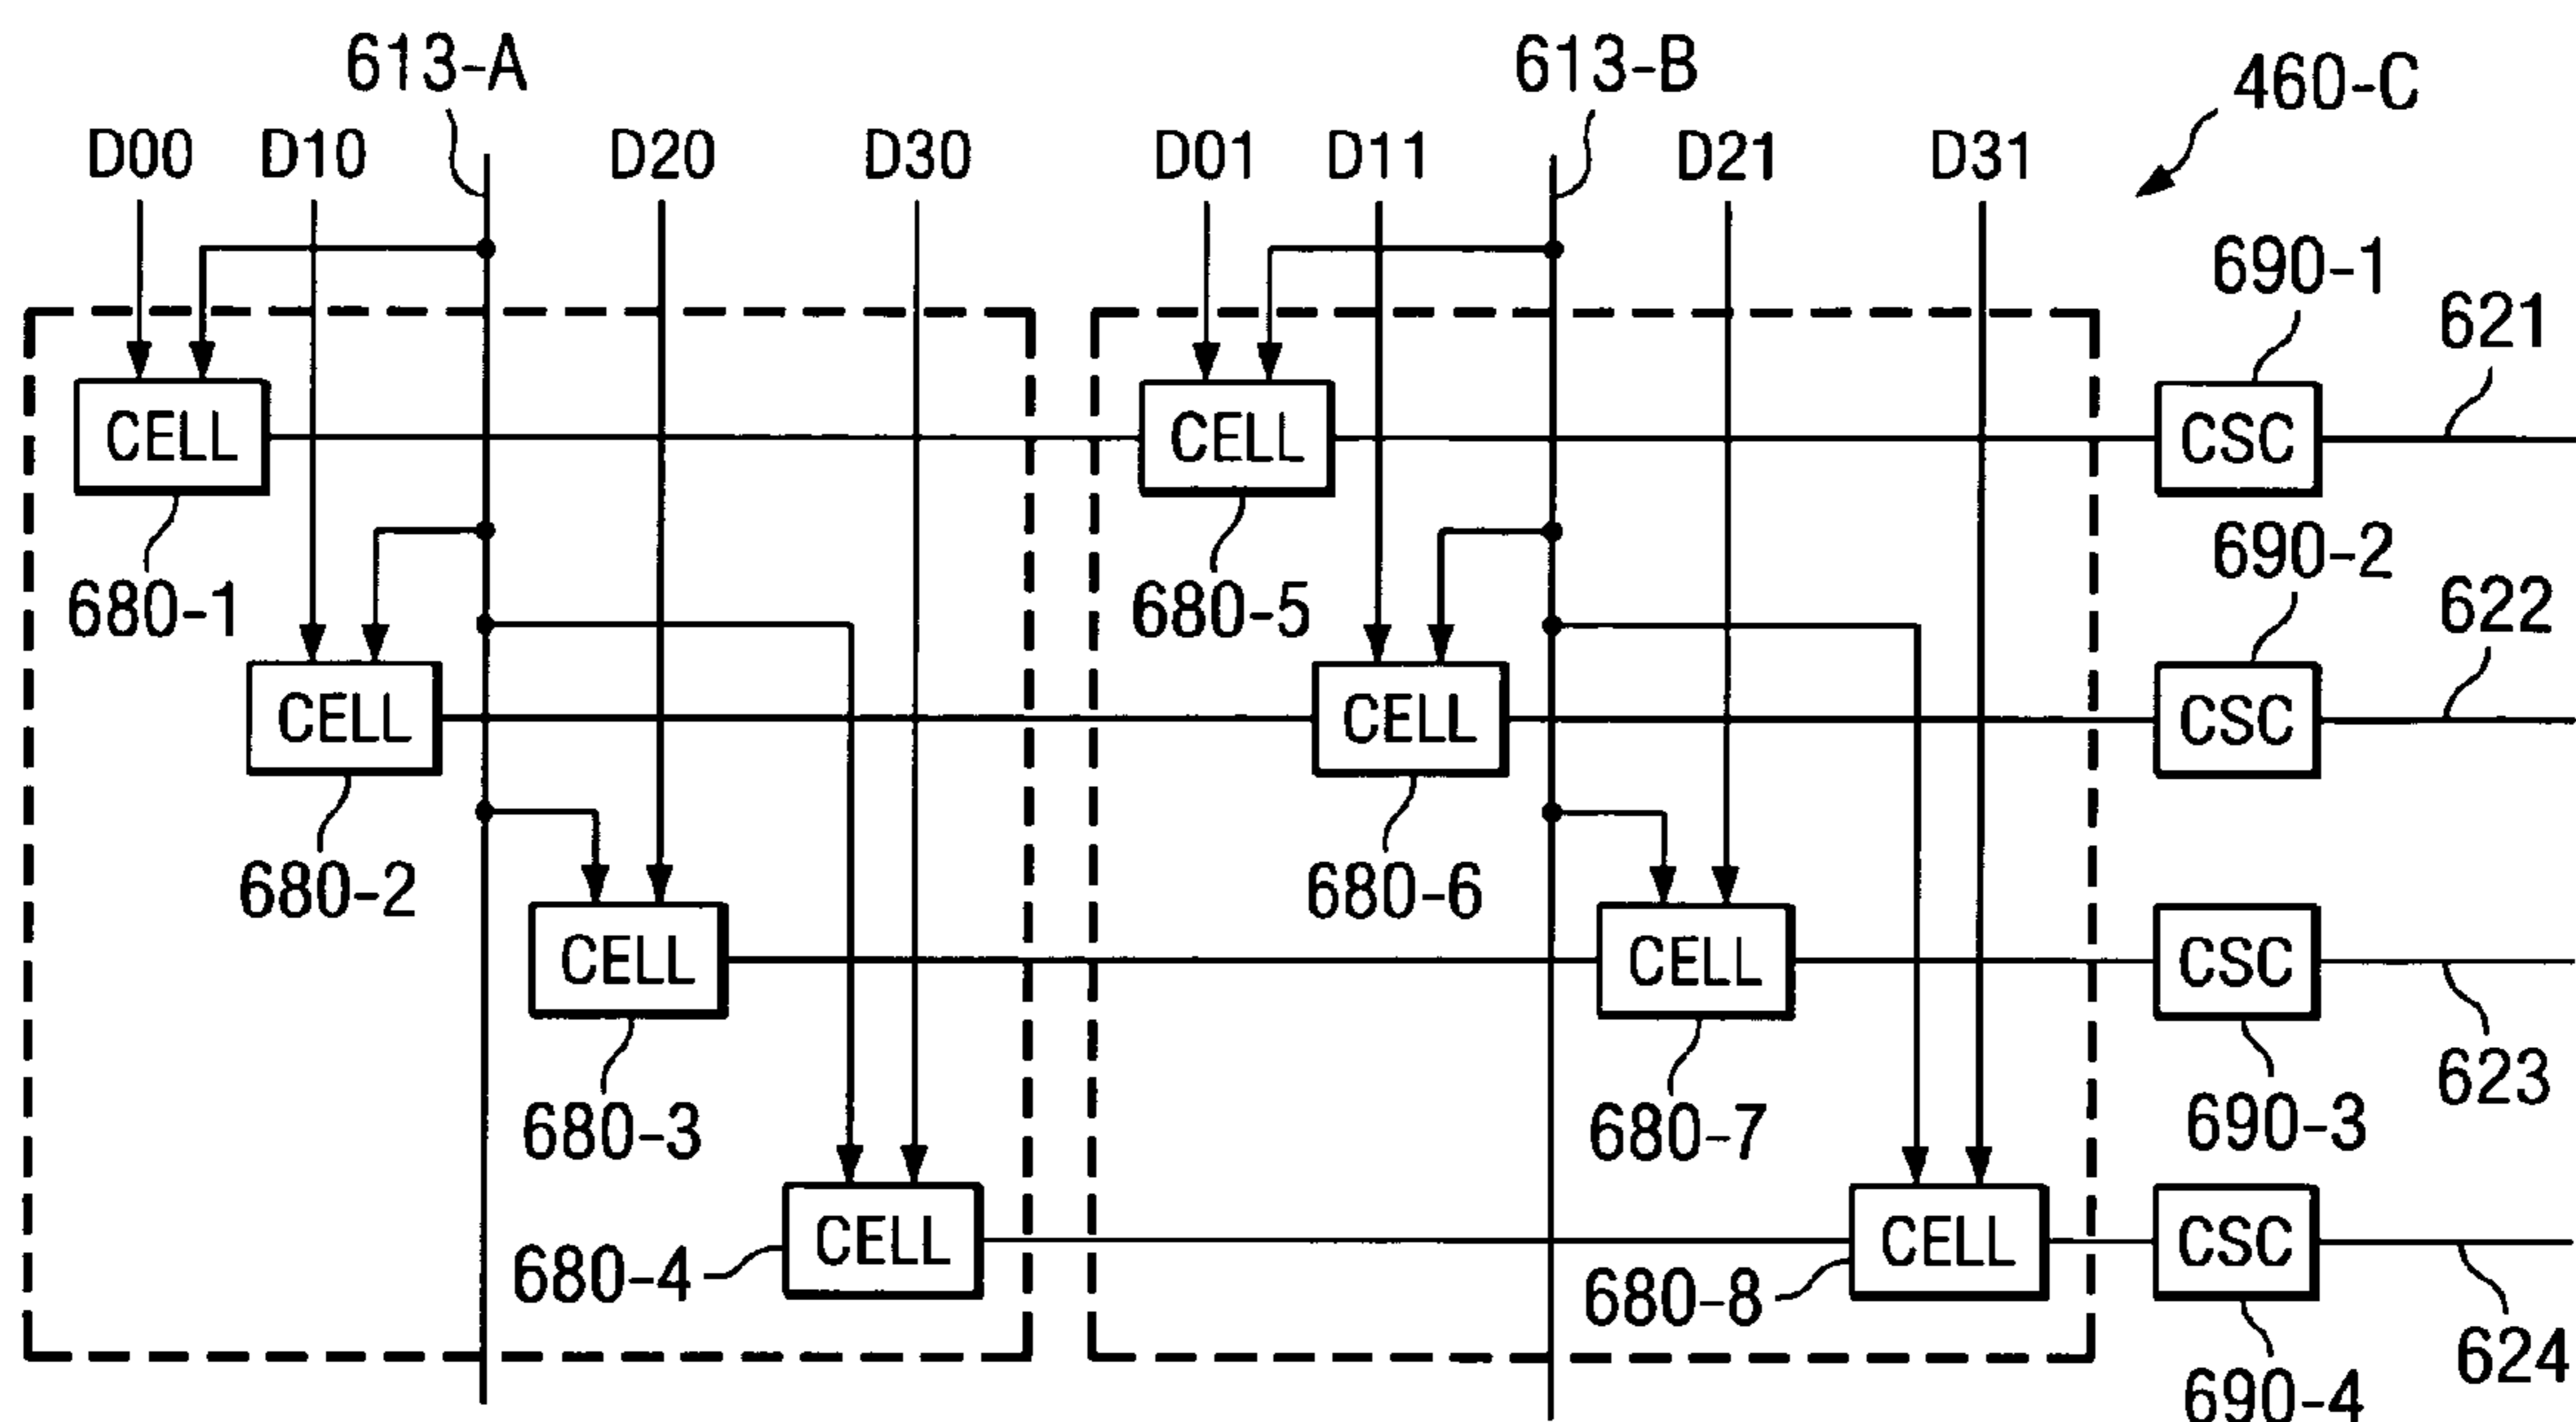 613-A
613-B
460-C
D00 D10 D20 D30 D01 D11 D21 D31
690-1
621
CELL CELL CSC
680-1 680-5
690-2
622
CELL CELL CSC
680-2 680-6
CELL CELL CSC
623
680-3 680-7 690-3
CELL CELL CSC
680-4 680-8
624
690-4